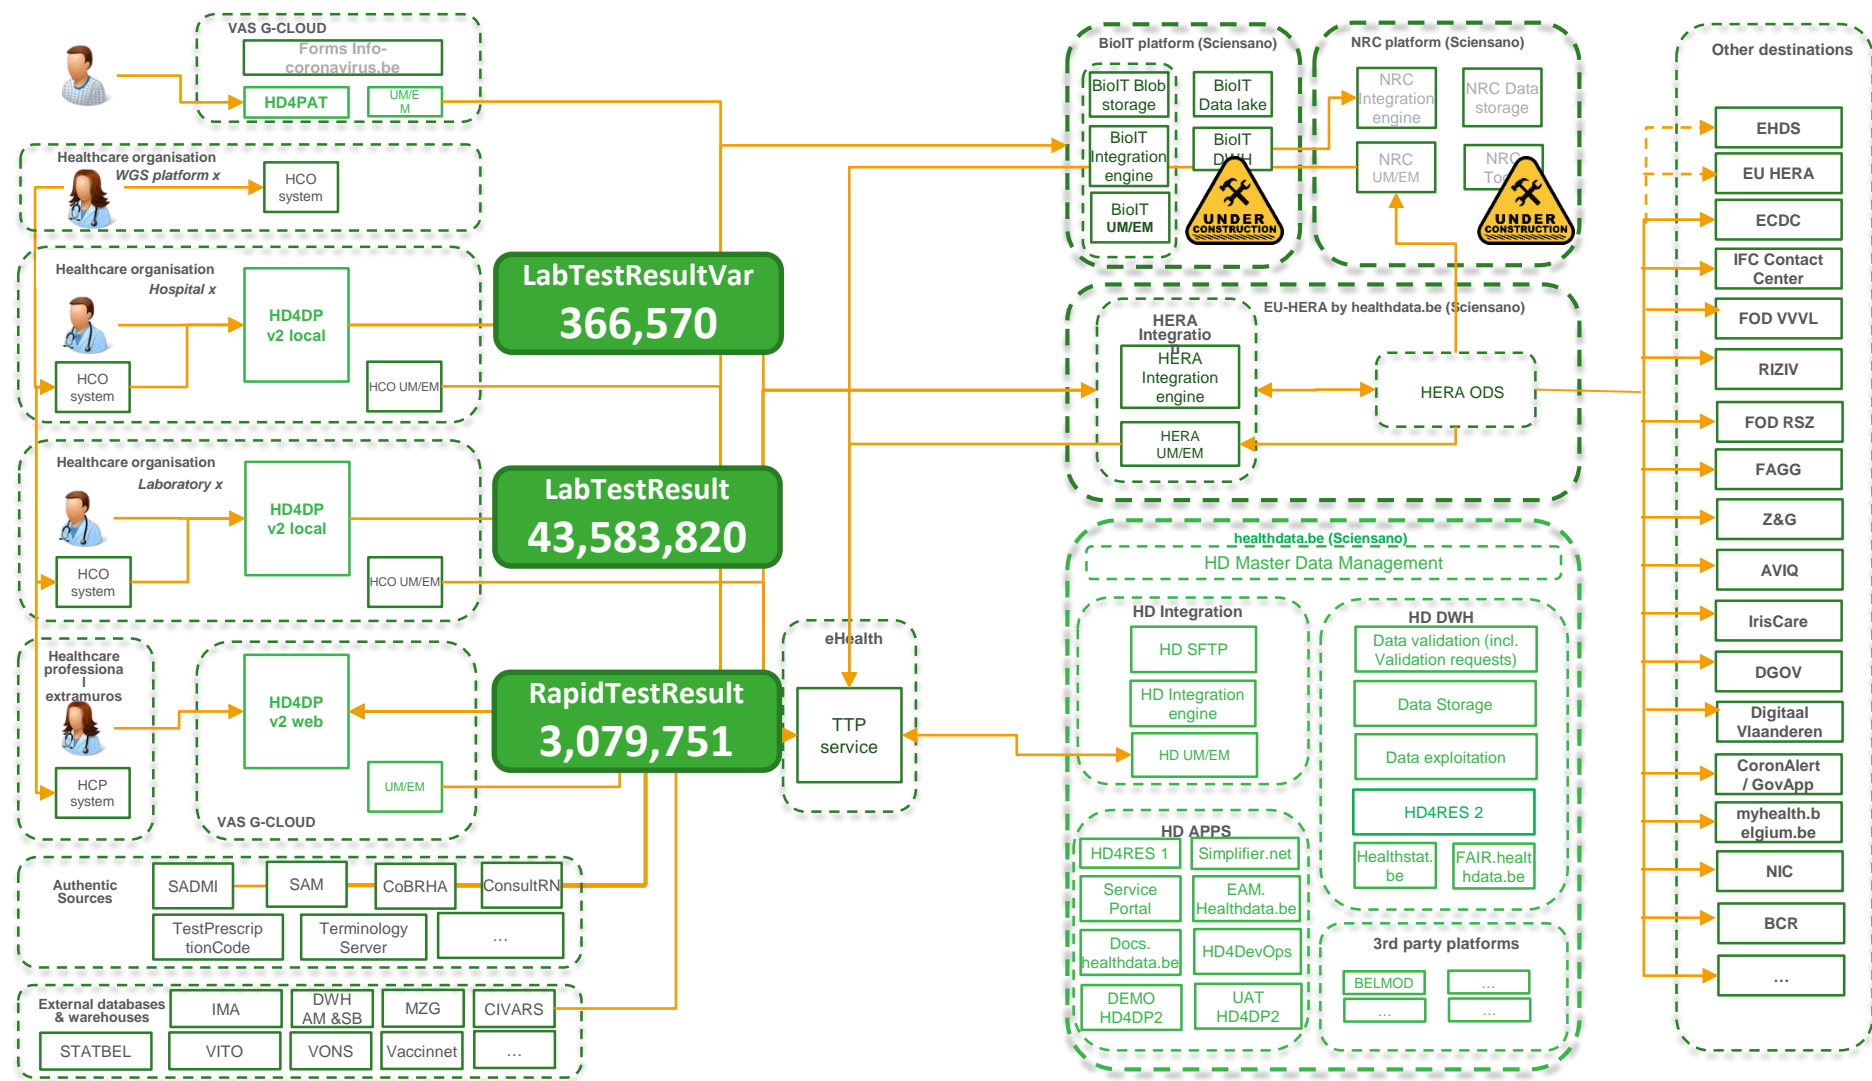 VAS G-CLOUD
Forms Info-
coronavirus.be
HD4PAT
UM/E
M
Healthcare organisation
WGS platform x
HCO
system
Healthcare organisation
Hospital x
HD4DP
v2 local
HCO
system
HCO UM/EM
Healthcare organisation
Laboratory x
HD4DP
v2 local
HCO
system
HCO UM/EM
Healthcare
professiona
l
extramuros
HCP
system
HD4DP
v2 web
UM/EM
VAS G-CLOUD
Authentic
Sources
SADMI
SAM
CoBRHA
ConsultRN
TestPrescrip
tionCode
Terminology
Server
...
External databases
& warehouses
IMA
DWH
AM &SB
MZG
CIVARS
STATBEL
VITO
VONS
Vaccinnet
...
LabTestResultVar
366,570
LabTestResult
43,583,820
RapidTestResult
3,079,751
eHealth
TTP
service
BioIT platform (Sciensano)
BioIT Blob
storage
BioIT
Data lake
BioIT
Integration
engine
BioIT
DWH
BioIT
UM/EM
UNDER
CONSTRUCTION
NRC platform (Sciensano)
NRC
Integration
engine
NRC Data
storage
NRC
UM/EM
NRC
UNDER
CONSTRUCTION
EU-HERA by healthdata.be (Sciensano)
HERA
Integratio
n
HERA
Integration
engine
HERA
UM/EM
HERA ODS
healthdata.be (Sciensano)
HD Master Data Management
HD Integration
HD SFTP
HD Integration
engine
HD UM/EM
HD DWH
Data validation (incl.
Validation requests)
Data Storage
Data exploitation
HD4RES 2
Healthstat.
be
FAIR.healt
hdata.be
HD APPS
HD4RES 1
Simplifier.net
Service
Portal
EAM.
Healthdata.be
Docs.
healthdata.be
HD4DevOps
DEMO
HD4DP2
UAT
HD4DP2
3rd party platforms
BELMOD
...
...
...
Other destinations
EHDS
EU HERA
ECDC
IFC Contact
Center
FOD VVVL
RIZIV
FOD RSZ
FAGG
Z&G
AVIQ
IrisCare
DGOV
Digitaal
Vlaanderen
CoronAlert
/ GovApp
myhealth.b
elgium.be
NIC
BCR
...